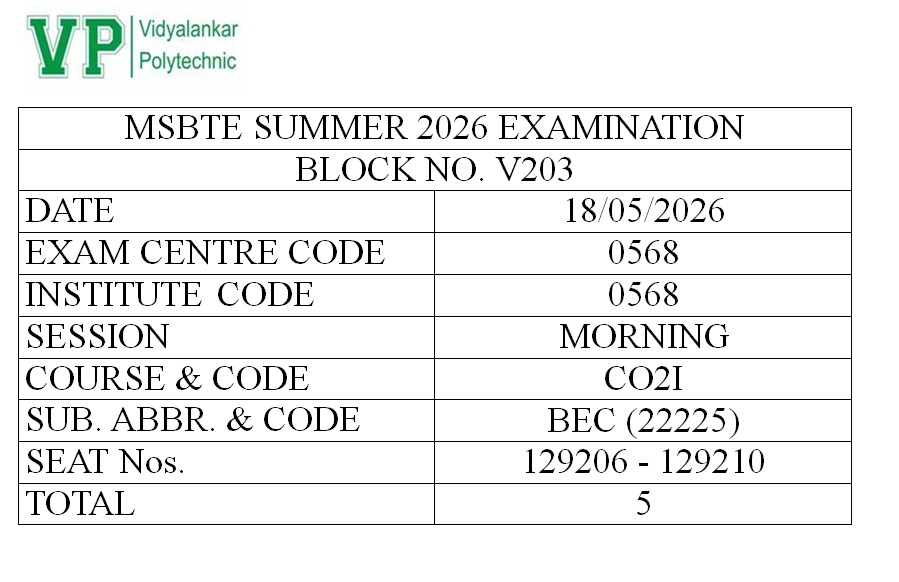 VP
Vidyalankar
Polytechnic
MSBTE SUMMER 2026 EXAMINATION
BLOCK NO. V203
DATE 18/05/2026
EXAM CENTRE CODE 0568
INSTITUTE CODE 0568
SESSION MORNING
COURSE & CODE CO2I
SUB. ABBR. & CODE BEC (22225)
SEAT Nos. 129206 - 129210
TOTAL 5